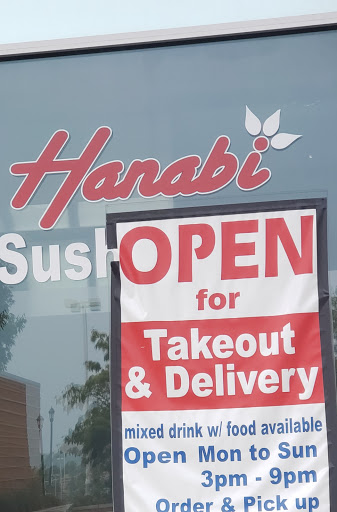 Hanabi
Sush
OPEN
for
Takeout
& Delivery
mixed drink w/ food available
Open Mon to Sun
3pm - 9pm
Order & Pick up